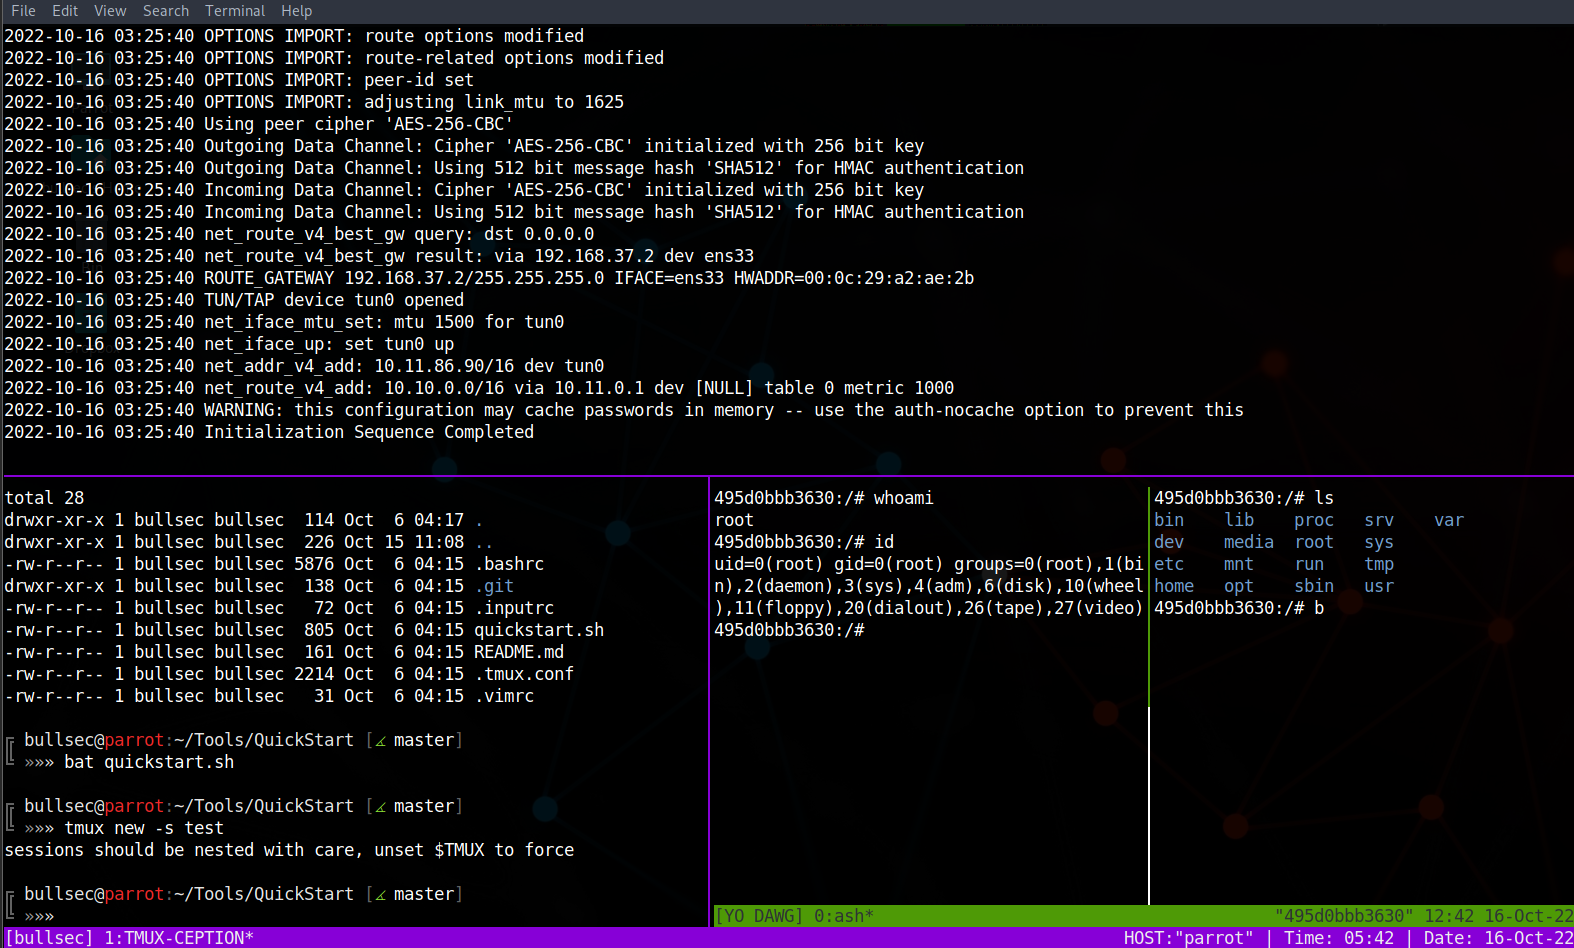 File Edit View Search Terminal Help
2022-10-16 03:25:40 OPTIONS IMPORT: route options modified
2022-10-16 03:25:40 OPTIONS IMPORT: route-related options modified
2022-10-16 03:25:40 OPTIONS IMPORT: peer-id set
2022-10-16 03:25:40 OPTIONS IMPORT: adjusting link_mtu to 1625
2022-10-16 03:25:40 Using peer cipher 'AES-256-CBC'
2022-10-16 03:25:40 Outgoing Data Channel: Cipher 'AES-256-CBC' initialized with 256 bit key
2022-10-16 03:25:40 Outgoing Data Channel: Using 512 bit message hash 'SHA512' for HMAC authentication
2022-10-16 03:25:40 Incoming Data Channel: Cipher 'AES-256-CBC' initialized with 256 bit key
2022-10-16 03:25:40 Incoming Data Channel: Using 512 bit message hash 'SHA512' for HMAC authentication
2022-10-16 03:25:40 net_route_v4_best_gw query: dst 0.0.0.0
2022-10-16 03:25:40 net_route_v4_best_gw result: via 192.168.37.2 dev ens33
2022-10-16 03:25:40 ROUTE_GATEWAY 192.168.37.2/255.255.255.0 IFACE=ens33 HWADDR=00:0c:29:a2:ae:2b
2022-10-16 03:25:40 TUN/TAP device tun0 opened
2022-10-16 03:25:40 net_iface_mtu_set: mtu 1500 for tun0
2022-10-16 03:25:40 net_iface_up: set tun0 up
2022-10-16 03:25:40 net_addr_v4_add: 10.11.86.90/16 dev tun0
2022-10-16 03:25:40 net_route_v4_add: 10.10.0.0/16 via 10.11.0.1 dev [NULL] table 0 metric 1000
2022-10-16 03:25:40 WARNING: this configuration may cache passwords in memory -- use the auth-nocache option to prevent this
2022-10-16 03:25:40 Initialization Sequence Completed
total 28
drwxr-xr-x 1 bullsec bullsec  114 Oct  6 04:17 .
drwxr-xr-x 1 bullsec bullsec  226 Oct 15 11:08 ..
-rw-r--r-- 1 bullsec bullsec 5876 Oct  6 04:15 .bashrc
drwxr-xr-x 1 bullsec bullsec  138 Oct  6 04:15 .git
-rw-r--r-- 1 bullsec bullsec   72 Oct  6 04:15 .inputrc
-rw-r--r-- 1 bullsec bullsec  805 Oct  6 04:15 quickstart.sh
-rw-r--r-- 1 bullsec bullsec  161 Oct  6 04:15 README.md
-rw-r--r-- 1 bullsec bullsec 2214 Oct  6 04:15 .tmux.conf
-rw-r--r-- 1 bullsec bullsec   31 Oct  6 04:15 .vimrc
bullsec@parrot:~/Tools/QuickStart [∡ master]
»»» bat quickstart.sh
bullsec@parrot:~/Tools/QuickStart [∡ master]
»»» tmux new -s test
sessions should be nested with care, unset $TMUX to force
bullsec@parrot:~/Tools/QuickStart [∡ master]
»»»
495d0bbb3630:/# whoami
root
495d0bbb3630:/# id
uid=0(root) gid=0(root) groups=0(root),1(bi
n),2(daemon),3(sys),4(adm),6(disk),10(wheel
),11(floppy),20(dialout),26(tape),27(video)
495d0bbb3630:/#
495d0bbb3630:/# ls
bin    lib    proc   srv    var
dev    media  root   sys
etc    mnt    run    tmp
home   opt    sbin   usr
495d0bbb3630:/# b
[YO DAWG] 0:ash* "495d0bbb3630" 12:42 16-Oct-22
[bullsec] 1:TMUX-CEPTION* HOST:"parrot" | Time: 05:42 | Date: 16-Oct-22